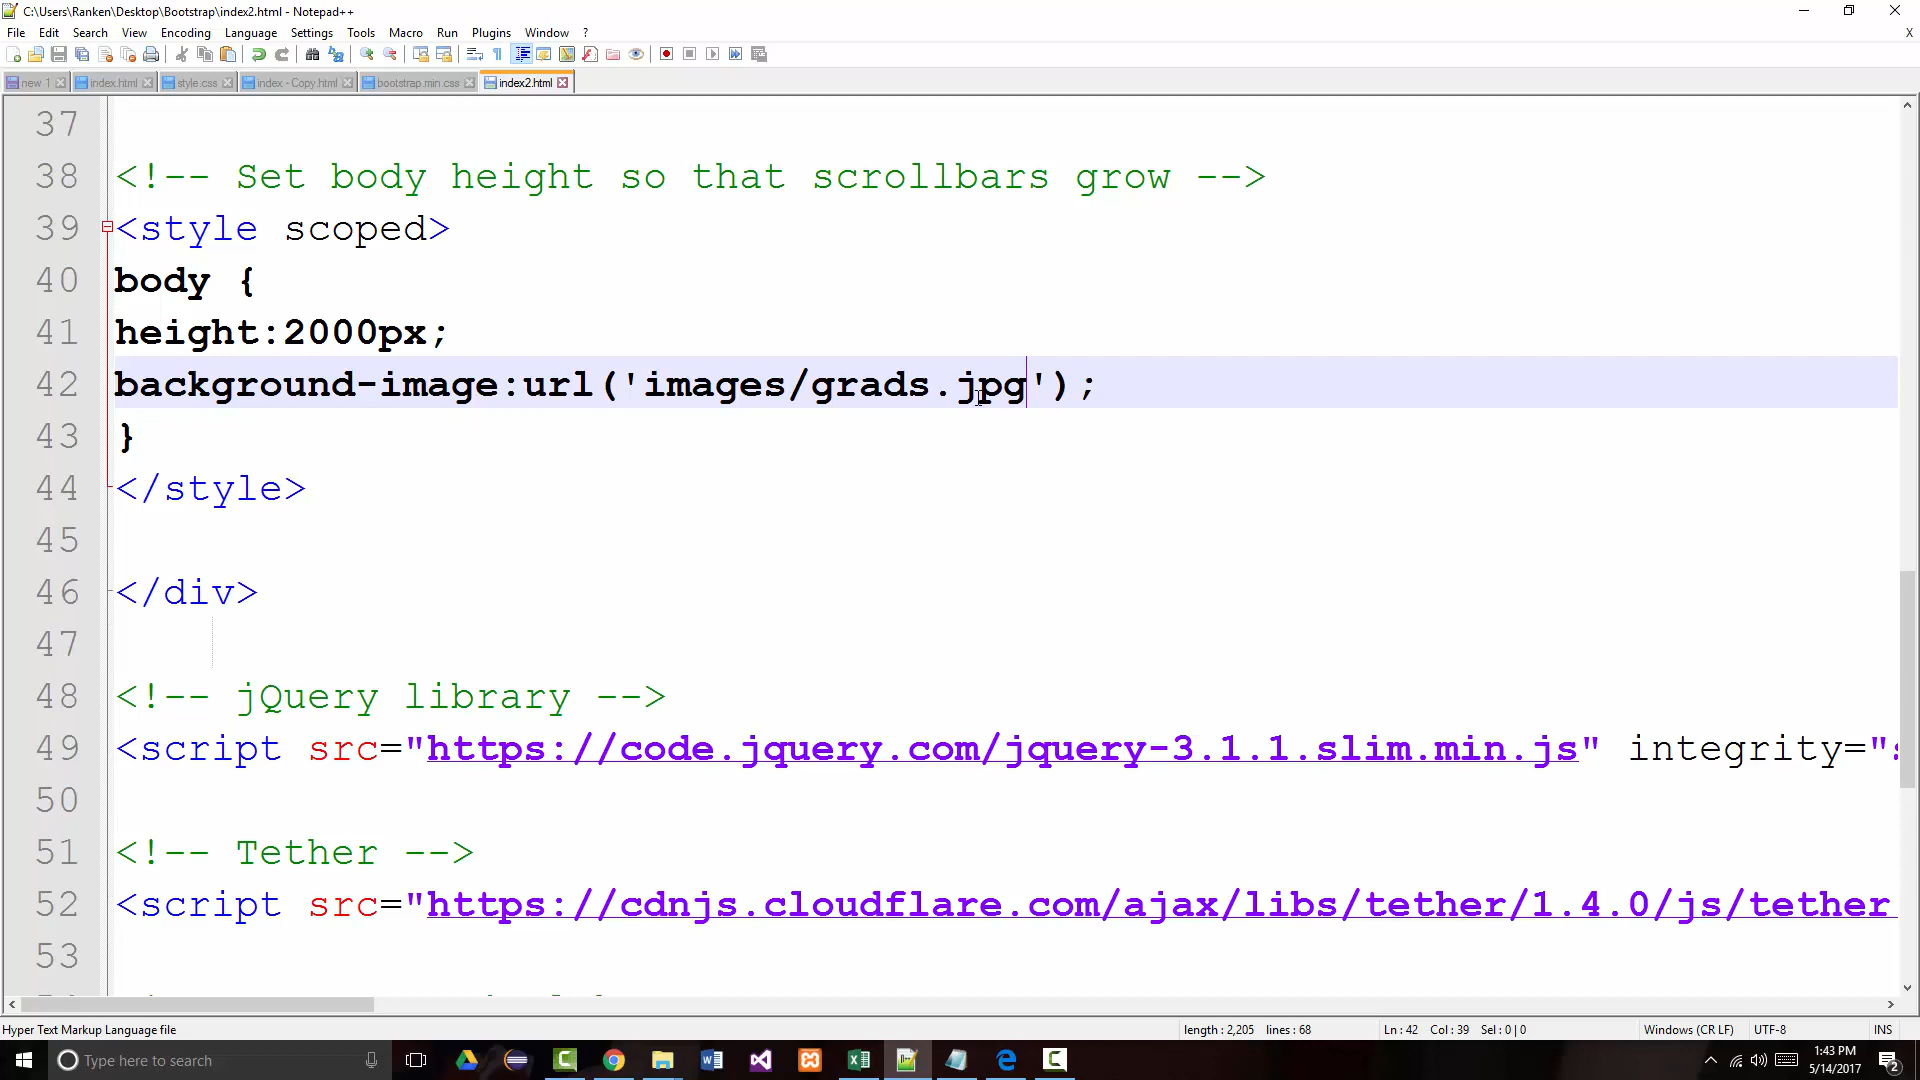 C:\Users\Ranken\Desktop\Bootstrap\index2.html - Notepad++
File Edit Search View Encoding Language Settings Tools Macro Run Plugins Window ? X
new 1 index.html style.css index - Copy.html bootstrap.min.css index2.html
37
38 <!-- Set body height so that scrollbars grow -->
39 <style scoped>
40 body {
41 height:2000px;
42 background-image:url('images/grads.jpg');
43 }
44 </style>
45
46 </div>
47
48 <!-- jQuery library -->
49 <script src="https://code.jquery.com/jquery-3.1.1.slim.min.js" integrity="
50
51 <!-- Tether -->
52 <script src="https://cdnjs.cloudflare.com/ajax/libs/tether/1.4.0/js/tether
53
Hyper Text Markup Language file length : 2,205 lines : 68 Ln : 42 Col : 39 Sel : 0 | 0 Windows (CR LF) UTF-8 INS
Type here to search
1:43 PM
5/14/2017
2